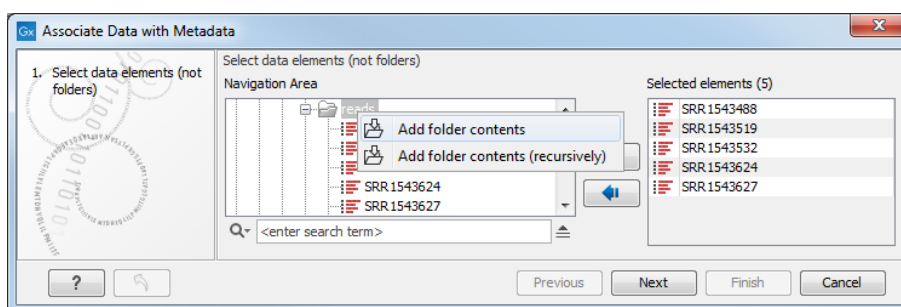 Gx Associate Data with Metadata
1. Select data elements (not
folders)
Select data elements (not folders)
Navigation Area
reads
Add folder contents
Add folder contents (recursively)
SRR1543624
SRR1543627
<enter search term>
Selected elements (5)
SRR1543488
SRR1543519
SRR1543532
SRR1543624
SRR1543627
?
Previous
Next
Finish
Cancel